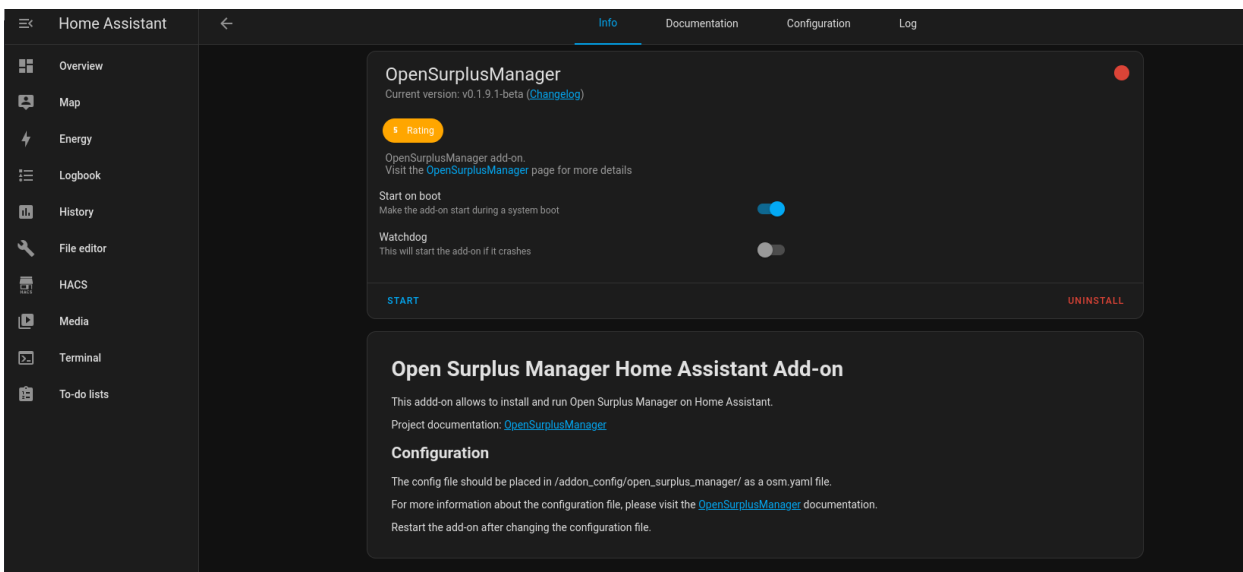 Home Assistant
Info Documentation Configuration Log
Overview
Map
Energy
Logbook
History
File editor
HACS
HACS
Media
Terminal
To-do lists
OpenSurplusManager
Current version: v0.1.9.1-beta (Changelog)
5 Rating
OpenSurplusManager add-on.
Visit the OpenSurplusManager page for more details
Start on boot
Make the add-on start during a system boot
Watchdog
This will start the add-on if it crashes
START UNINSTALL
Open Surplus Manager Home Assistant Add-on
This addd-on allows to install and run Open Surplus Manager on Home Assistant.
Project documentation: OpenSurplusManager
Configuration
The config file should be placed in /addon_config/open_surplus_manager/ as a osm.yaml file.
For more information about the configuration file, please visit the OpenSurplusManager documentation.
Restart the add-on after changing the configuration file.